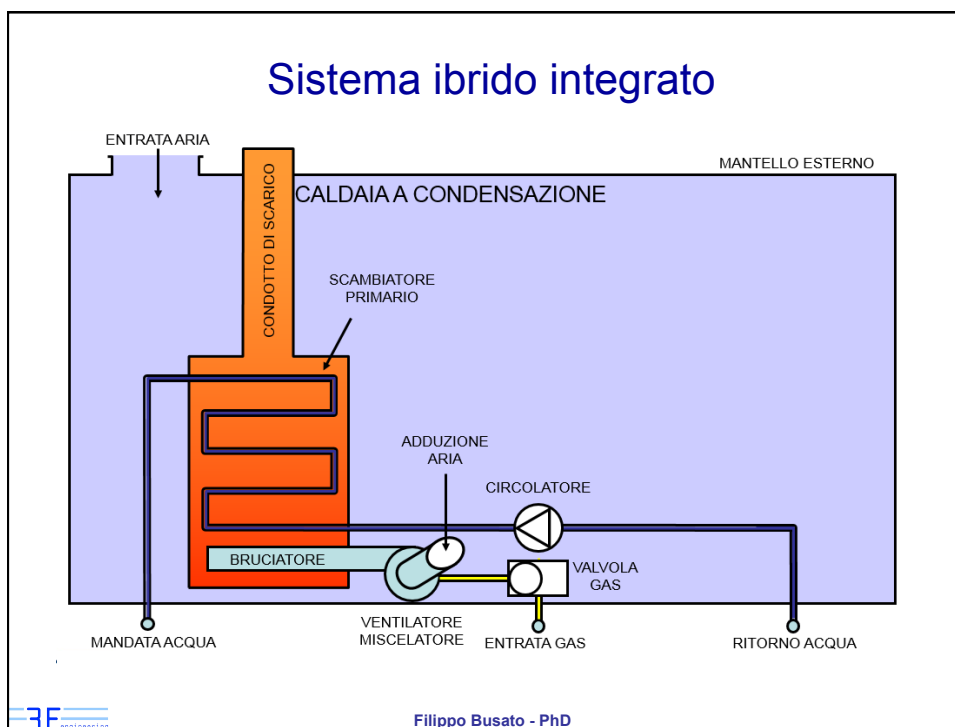 Sistema ibrido integrato
ENTRATA ARIA
MANTELLO ESTERNO
CONDOTTO DI SCARICO
CALDAIA A CONDENSAZIONE
SCAMBIATORE
PRIMARIO
ADDUZIONE
ARIA
CIRCOLATORE
BRUCIATORE
VALVOLA
GAS
VENTILATORE
MISCELATORE
MANDATA ACQUA
ENTRATA GAS
RITORNO ACQUA
Filippo Busato - PhD